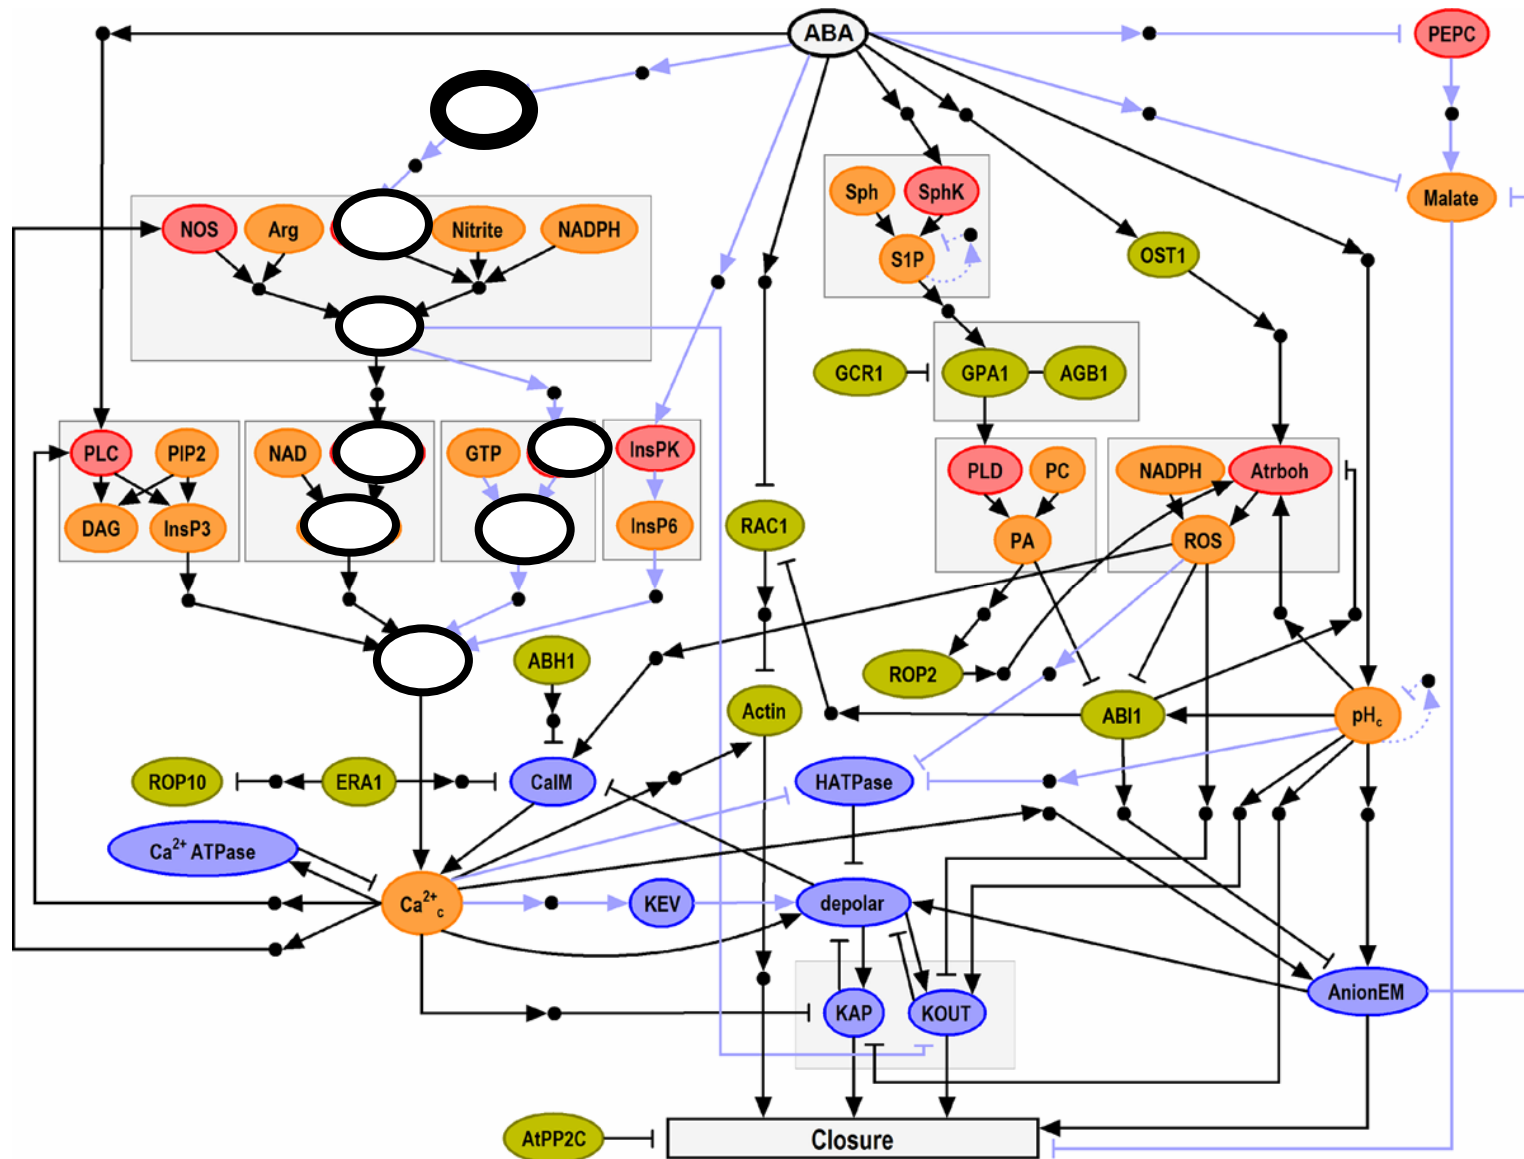 ABA
PEPC
Sph
SphK
Malate
NOS
Arg
Nitrite
NADPH
S1P
OST1
GCR1
GPA1
AGB1
PLC
PIP2
NAD
GTP
InsPK
PLD
PC
NADPH
Atrboh
DAG
InsP3
InsP6
RAC1
PA
ROS
ABH1
ROP2
Actin
ABI1
pHc
ROP10
ERA1
CaIM
HATPase
Ca2+ ATPase
Ca2+c
KEV
depolar
AnionEM
KAP
KOUT
AtPP2C
Closure